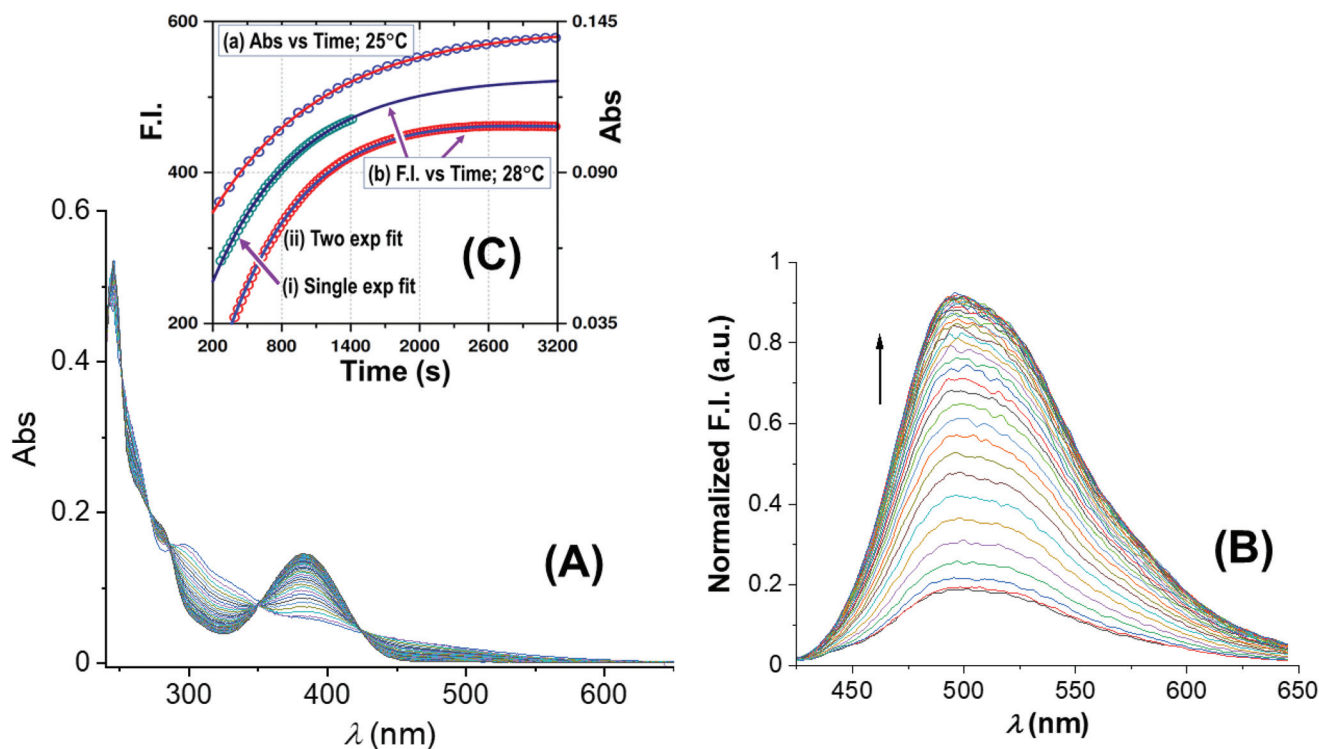 600
0.145
(a) Abs vs Time; 25°C
F.I.
400
0.090
Abs
(b) F.I. vs Time; 28°C
(ii) Two exp fit
(C)
(i) Single exp fit
200
0.035
200 800 1400 2000 2600 3200
Time (s)
0.6
0.4
0.2
0
Abs
(A)
300 400 500 600
λ (nm)
1
0.8
0.6
0.4
0.2
0
Normalized F.I. (a.u.)
(B)
450 500 550 600 650
λ (nm)